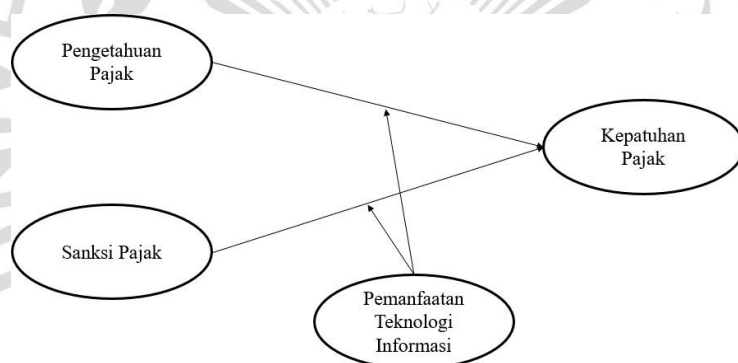 Pengetahuan
Pajak
Kepatuhan
Pajak
Sanksi Pajak
Pemanfaatan
Teknologi
Informasi